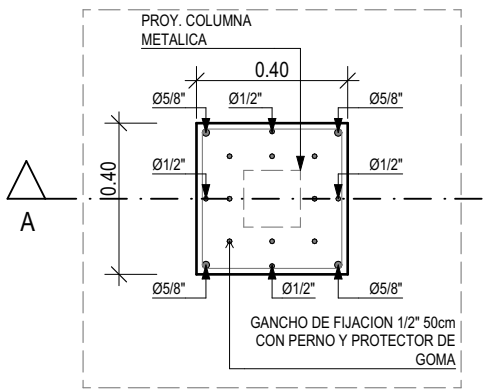 PROY. COLUMNA
METALICA
0.40
Ø5/8"
Ø1/2"
Ø5/8"
Ø1/2"
Ø1/2"
0.40
A
Ø5/8"
Ø1/2"
Ø5/8"
GANCHO DE FIJACION 1/2" 50cm
CON PERNO Y PROTECTOR DE
GOMA